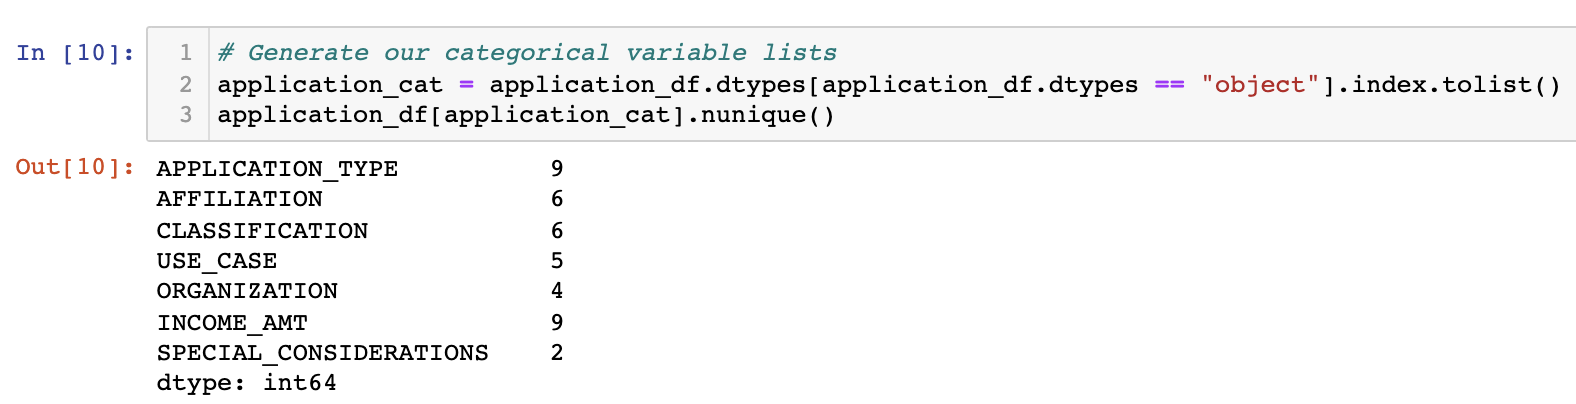 In [10]:
1 # Generate our categorical variable lists
2 application_cat = application_df.dtypes[application_df.dtypes == "object"].index.tolist()
3 application_df[application_cat].nunique()
Out[10]:
APPLICATION_TYPE 9
AFFILIATION 6
CLASSIFICATION 6
USE_CASE 5
ORGANIZATION 4
INCOME_AMT 9
SPECIAL_CONSIDERATIONS 2
dtype: int64